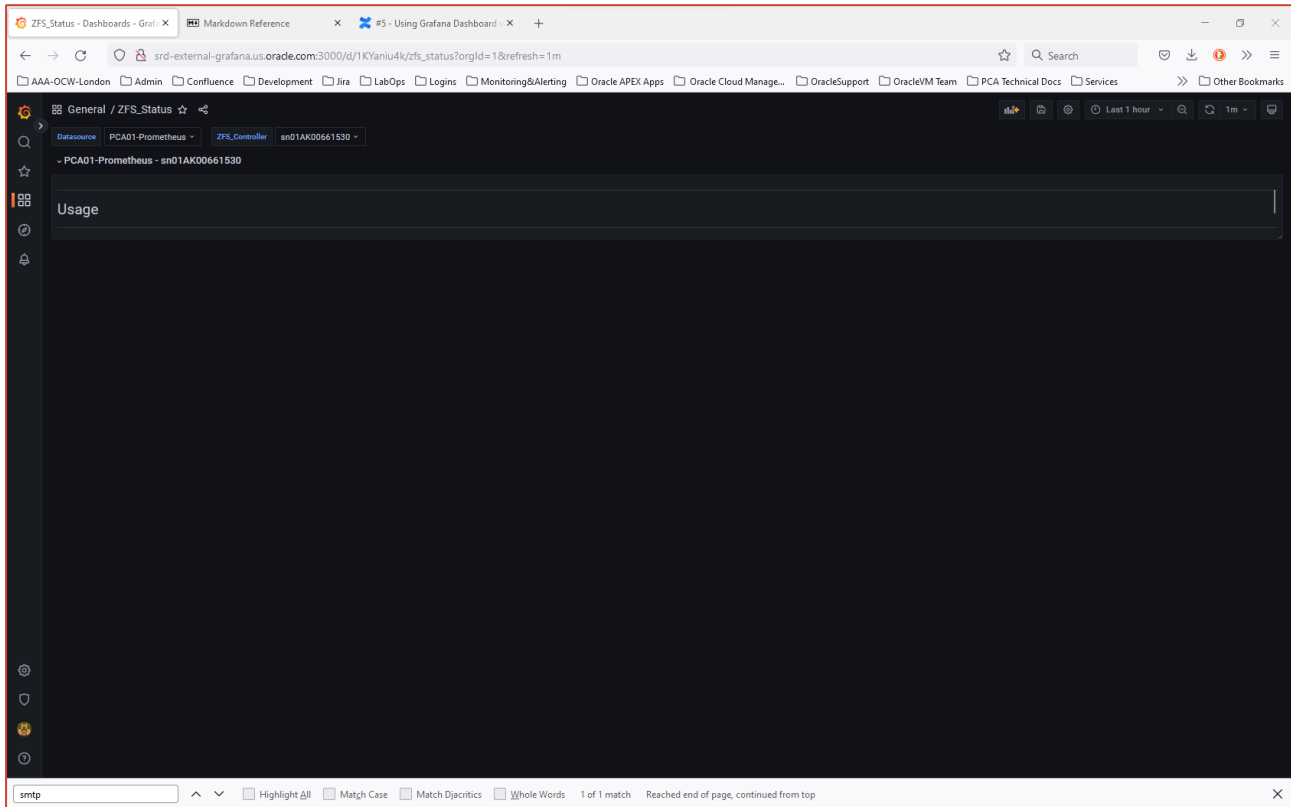 ZFS_Status - Dashboards - Graf
Markdown Reference
#5 - Using Grafana Dashboard v
srd-external-grafana.us.oracle.com:3000/d/1KYaniu4k/zfs_status?orgId=1&refresh=1m
Search
AAA-OCW-London Admin Confluence Development Jira LabOps Logins Monitoring&Alerting Oracle APEX Apps Oracle Cloud Manage... OracleSupport OracleVM Team PCA Technical Docs Services Other Bookmarks
General / ZFS_Status
Last 1 hour
1m
Datasource PCA01-Prometheus ZFS_Controller sn01AK00661530
PCA01-Prometheus - sn01AK00661530
Usage
smtp Highlight All Match Case Match Diacritics Whole Words 1 of 1 match Reached end of page, continued from top